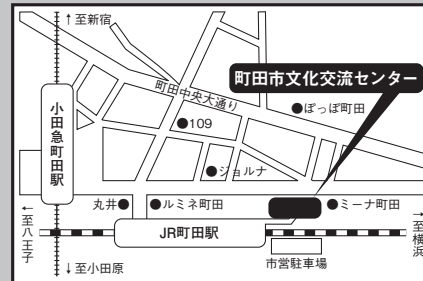 ↑至新宿
町田市文化交流センター
町田中央大通り
●ぽっぽ町田
小田急町田駅
●109
●ジョルナ
丸井●
●ルミネ町田
●ミーナ町田
←至八王子
JR町田駅
→至横浜
↓至小田原
市営駐車場